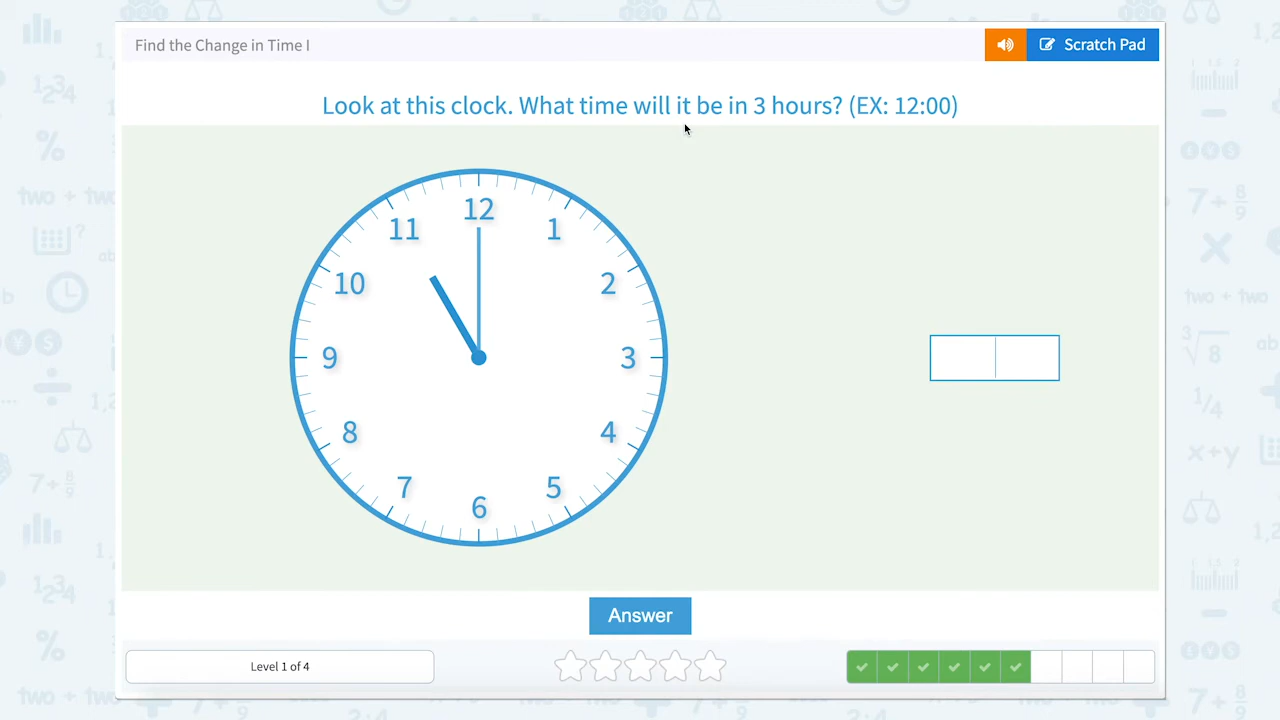 Find the Change in Time I
Scratch Pad
Look at this clock. What time will it be in 3 hours? (EX: 12:00)
12
11
1
10
2
9
3
8
4
7
5
6
Answer
Level 1 of 4